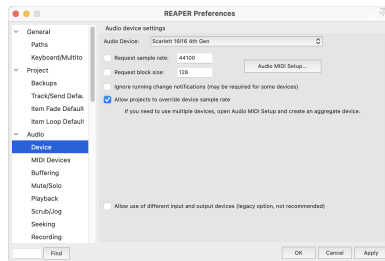 REAPER Preferences
General
Paths
Keyboard/Multito
Project
Backups
Track/Send Defau
Item Fade Default
Item Loop Default
Audio
Device
MIDI Devices
Buffering
Mute/Solo
Playback
Scrub/Jog
Seeking
Recording
Find
Audio device settings
Audio Device: Scarlett 16i16 4th Gen
Request sample rate: 44100
Request block size: 128
Audio MIDI Setup...
Ignore running change notifications (may be required for some devices)
Allow projects to override device sample rate
If you need to use multiple devices, open Audio MIDI Setup and create an aggregate device.
Allow use of different input and output devices (legacy option, not recommended)
OK Cancel Apply